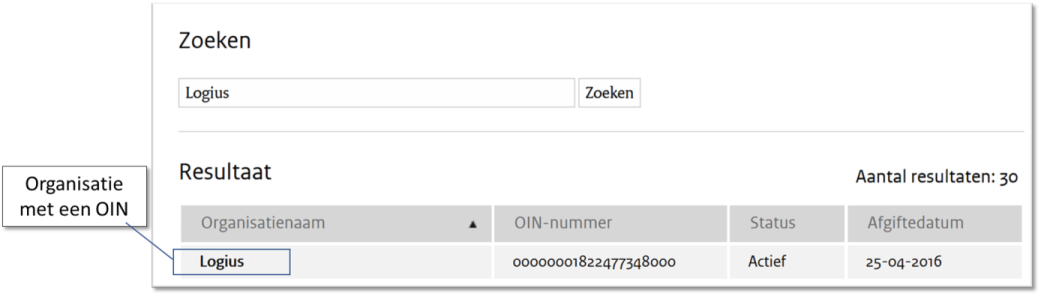 Zoeken
Logius Zoeken
Resultaat
Aantal resultaten: 30
Organisatie
met een OIN
Organisatienaam ▲ OIN-nummer Status Afgiftedatum
Logius 00000001822477348000 Actief 25-04-2016